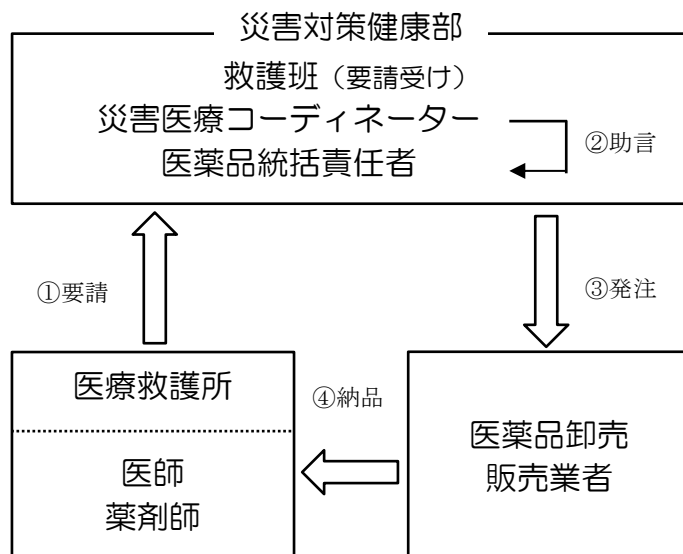 災害対策健康部
救護班（要請受け）
災害医療コーディネーター
医薬品統括責任者
②助言
①要請
③発注
医療救護所
医師
薬剤師
④納品
医薬品卸売
販売業者